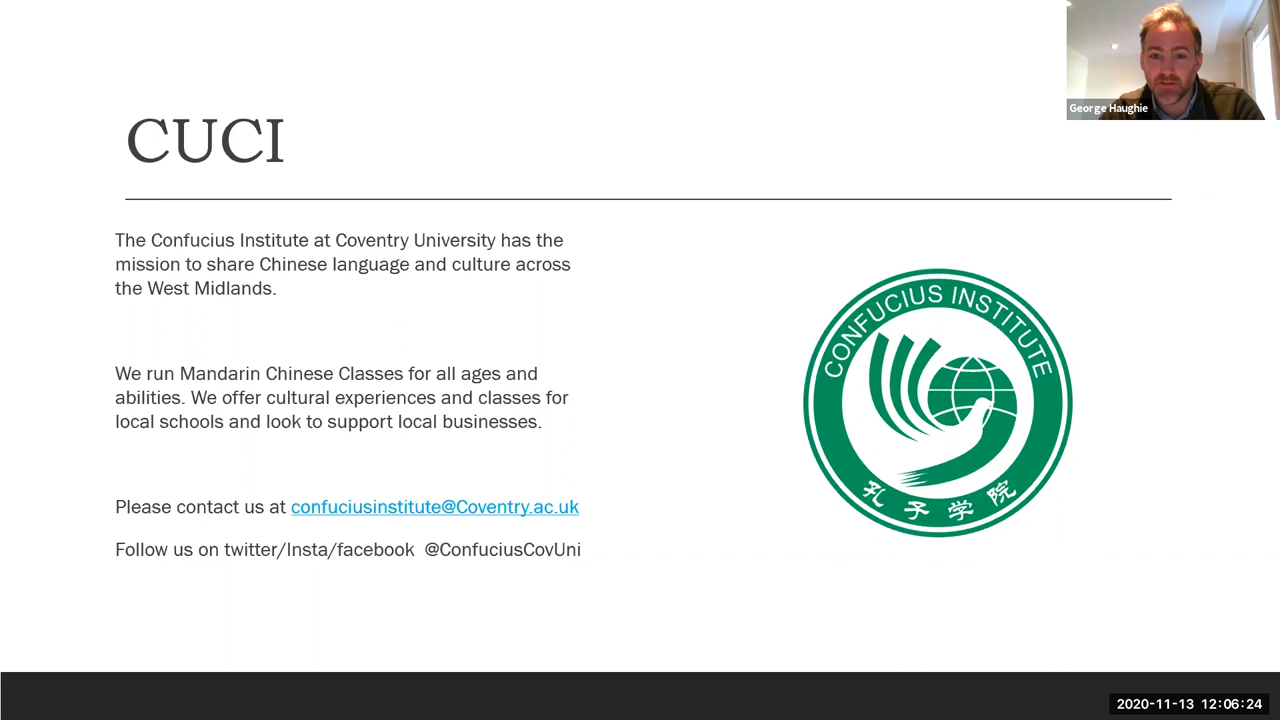 George Haughie
CUCI
The Confucius Institute at Coventry University has the
mission to share Chinese language and culture across
the West Midlands.
We run Mandarin Chinese Classes for all ages and
abilities. We offer cultural experiences and classes for
local schools and look to support local businesses.
Please contact us at confuciusinstitute@Coventry.ac.uk
Follow us on twitter/Insta/facebook @ConfuciusCovUni
CONFUCIUS INSTITUTE
孔子学院
2020-11-13 12:06:24